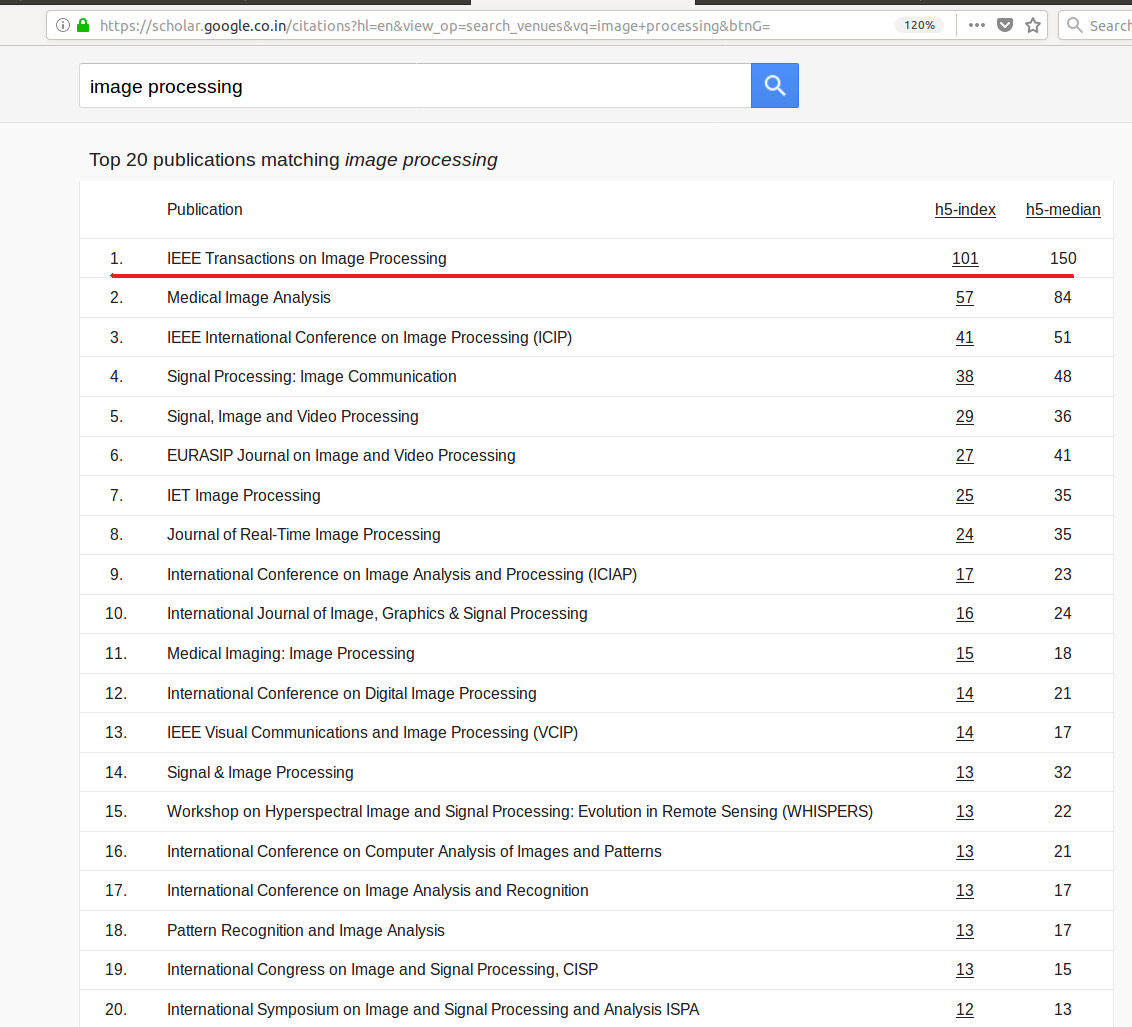 https://scholar.google.co.in/citations?hl=en&view_op=search_venues&vq=image+processing&btnG= 120% Search
image processing
Top 20 publications matching image processing
Publication h5-index h5-median
1. IEEE Transactions on Image Processing 101 150
2. Medical Image Analysis 57 84
3. IEEE International Conference on Image Processing (ICIP) 41 51
4. Signal Processing: Image Communication 38 48
5. Signal, Image and Video Processing 29 36
6. EURASIP Journal on Image and Video Processing 27 41
7. IET Image Processing 25 35
8. Journal of Real-Time Image Processing 24 35
9. International Conference on Image Analysis and Processing (ICIAP) 17 23
10. International Journal of Image, Graphics & Signal Processing 16 24
11. Medical Imaging: Image Processing 15 18
12. International Conference on Digital Image Processing 14 21
13. IEEE Visual Communications and Image Processing (VCIP) 14 17
14. Signal & Image Processing 13 32
15. Workshop on Hyperspectral Image and Signal Processing: Evolution in Remote Sensing (WHISPERS) 13 22
16. International Conference on Computer Analysis of Images and Patterns 13 21
17. International Conference on Image Analysis and Recognition 13 17
18. Pattern Recognition and Image Analysis 13 17
19. International Congress on Image and Signal Processing, CISP 13 15
20. International Symposium on Image and Signal Processing and Analysis ISPA 12 13